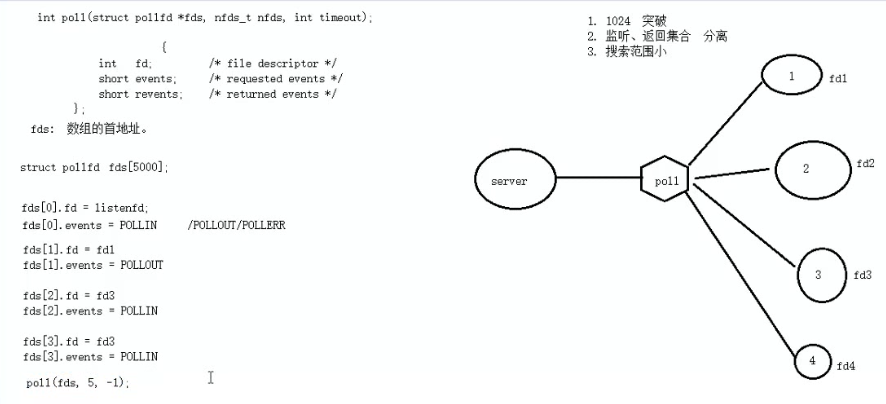 int poll(struct pollfd *fds, nfds_t nfds, int timeout);
{
int fd; /* file descriptor */
short events; /* requested events */
short revents; /* returned events */
};
fds: 数组的首地址。
struct pollfd fds[5000];
fds[0].fd = listenfd;
fds[0].events = POLLIN /POLLOUT/POLLERR
fds[1].fd = fd1
fds[1].events = POLLOUT
fds[2].fd = fd3
fds[2].events = POLLIN
fds[3].fd = fd3
fds[3].events = POLLIN
poll(fds, 5, -1);
1. 1024 突破
2. 监听、返回集合 分离
3. 搜索范围小
server
poll
1 fd1
2 fd2
3 fd3
4 fd4